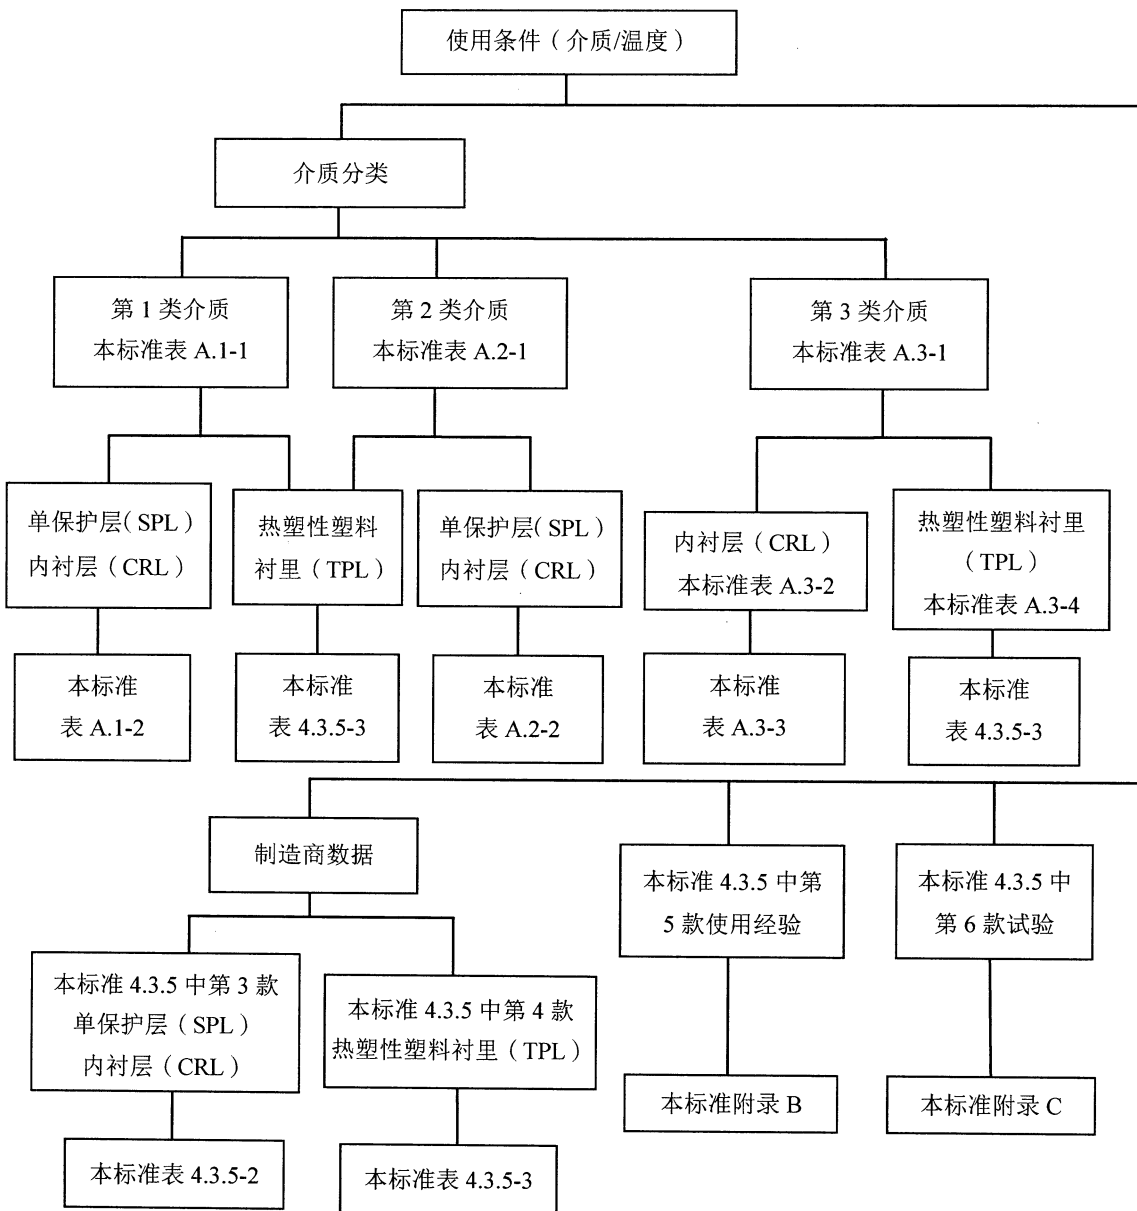 使用条件（介质/温度）
介质分类
第 1 类介质
本标准表 A.1-1
第 2 类介质
本标准表 A.2-1
第 3 类介质
本标准表 A.3-1
单保护层（SPL）
内衬层（CRL）
热塑性塑料
衬里（TPL）
单保护层（SPL）
内衬层（CRL）
内衬层（CRL）
本标准表 A.3-2
热塑性塑料衬里
（TPL）
本标准表 A.3-4
本标准
表 A.1-2
本标准
表 4.3.5-3
本标准
表 A.2-2
本标准
表 A.3-3
本标准
表 4.3.5-3
制造商数据
本标准 4.3.5 中第
5 款使用经验
本标准 4.3.5 中
第 6 款试验
本标准 4.3.5 中第 3 款
单保护层（SPL）
内衬层（CRL）
本标准 4.3.5 中第 4 款
热塑性塑料衬里（TPL）
本标准附录 B
本标准附录 C
本标准表 4.3.5-2
本标准表 4.3.5-3